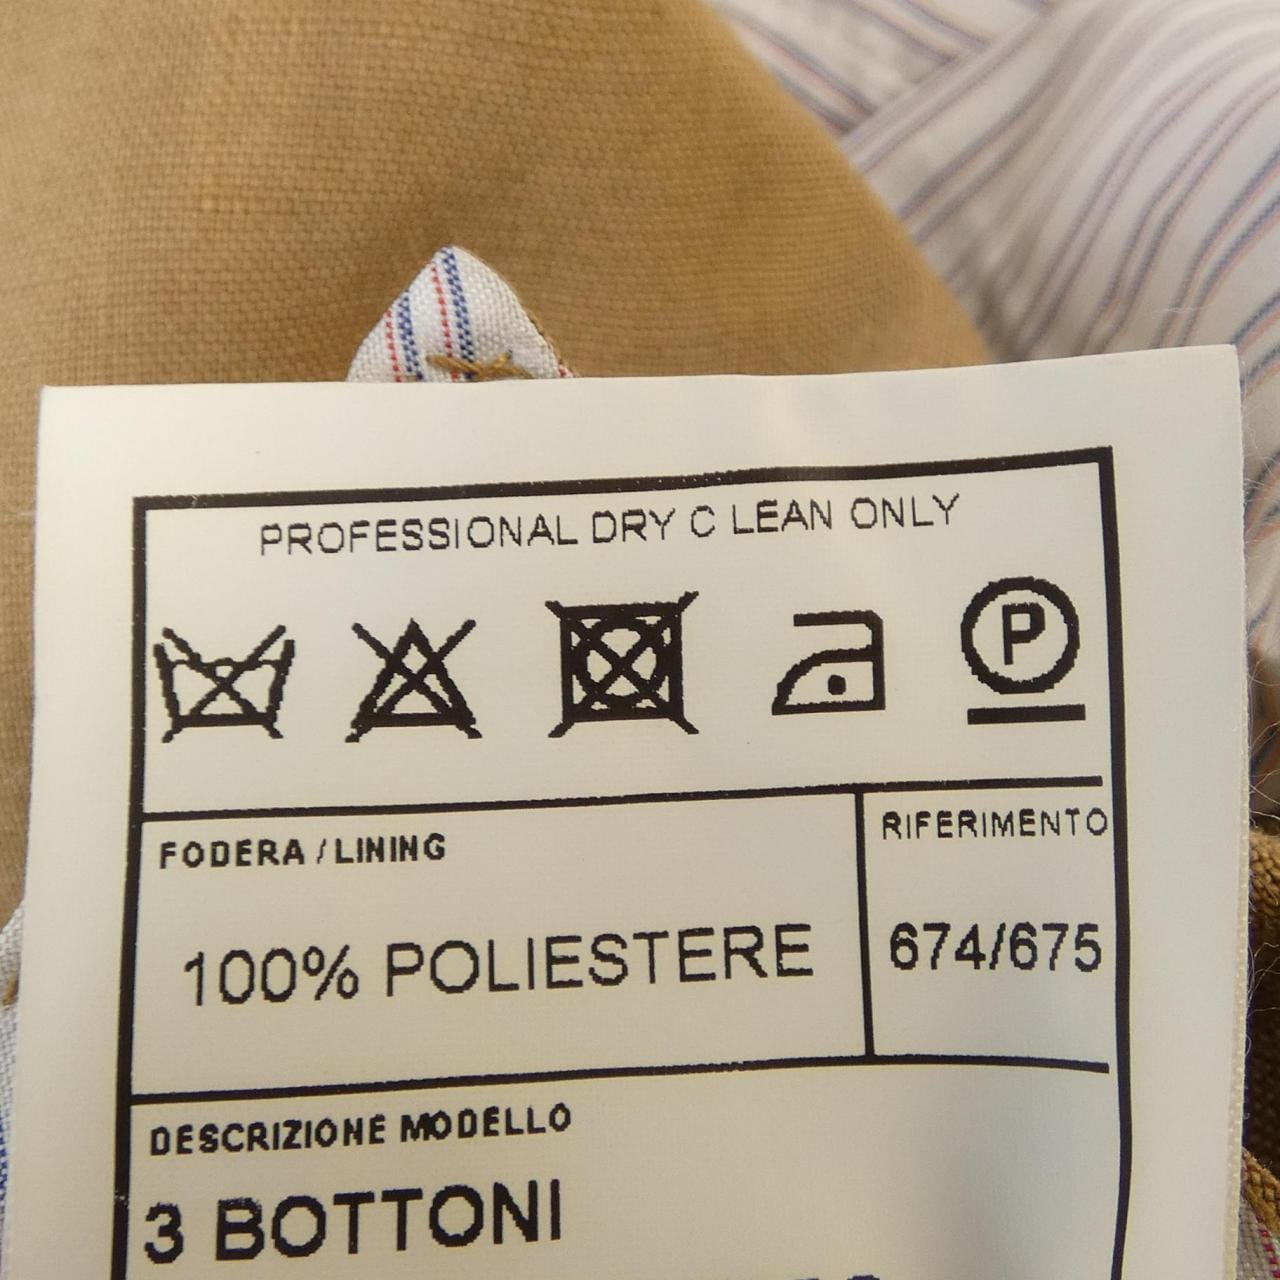 PROFESSIONAL DRY C LEAN ONLY
P
FODERA / LINING
RIFERIMENTO
100% POLIESTERE
674/675
DESCRIZIONE MODELLO
3 BOTTONI